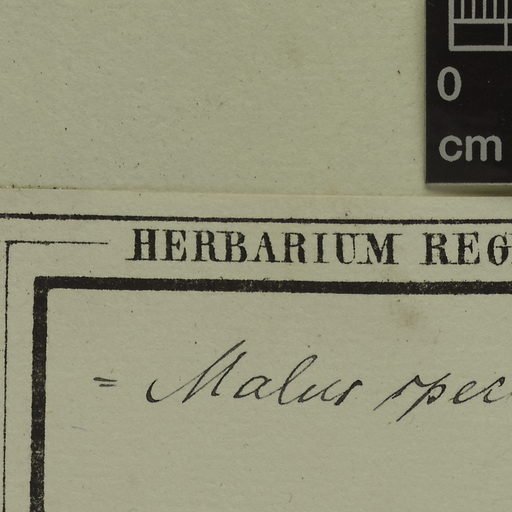 0
cm
HERBARIUM REG
= Malus spec